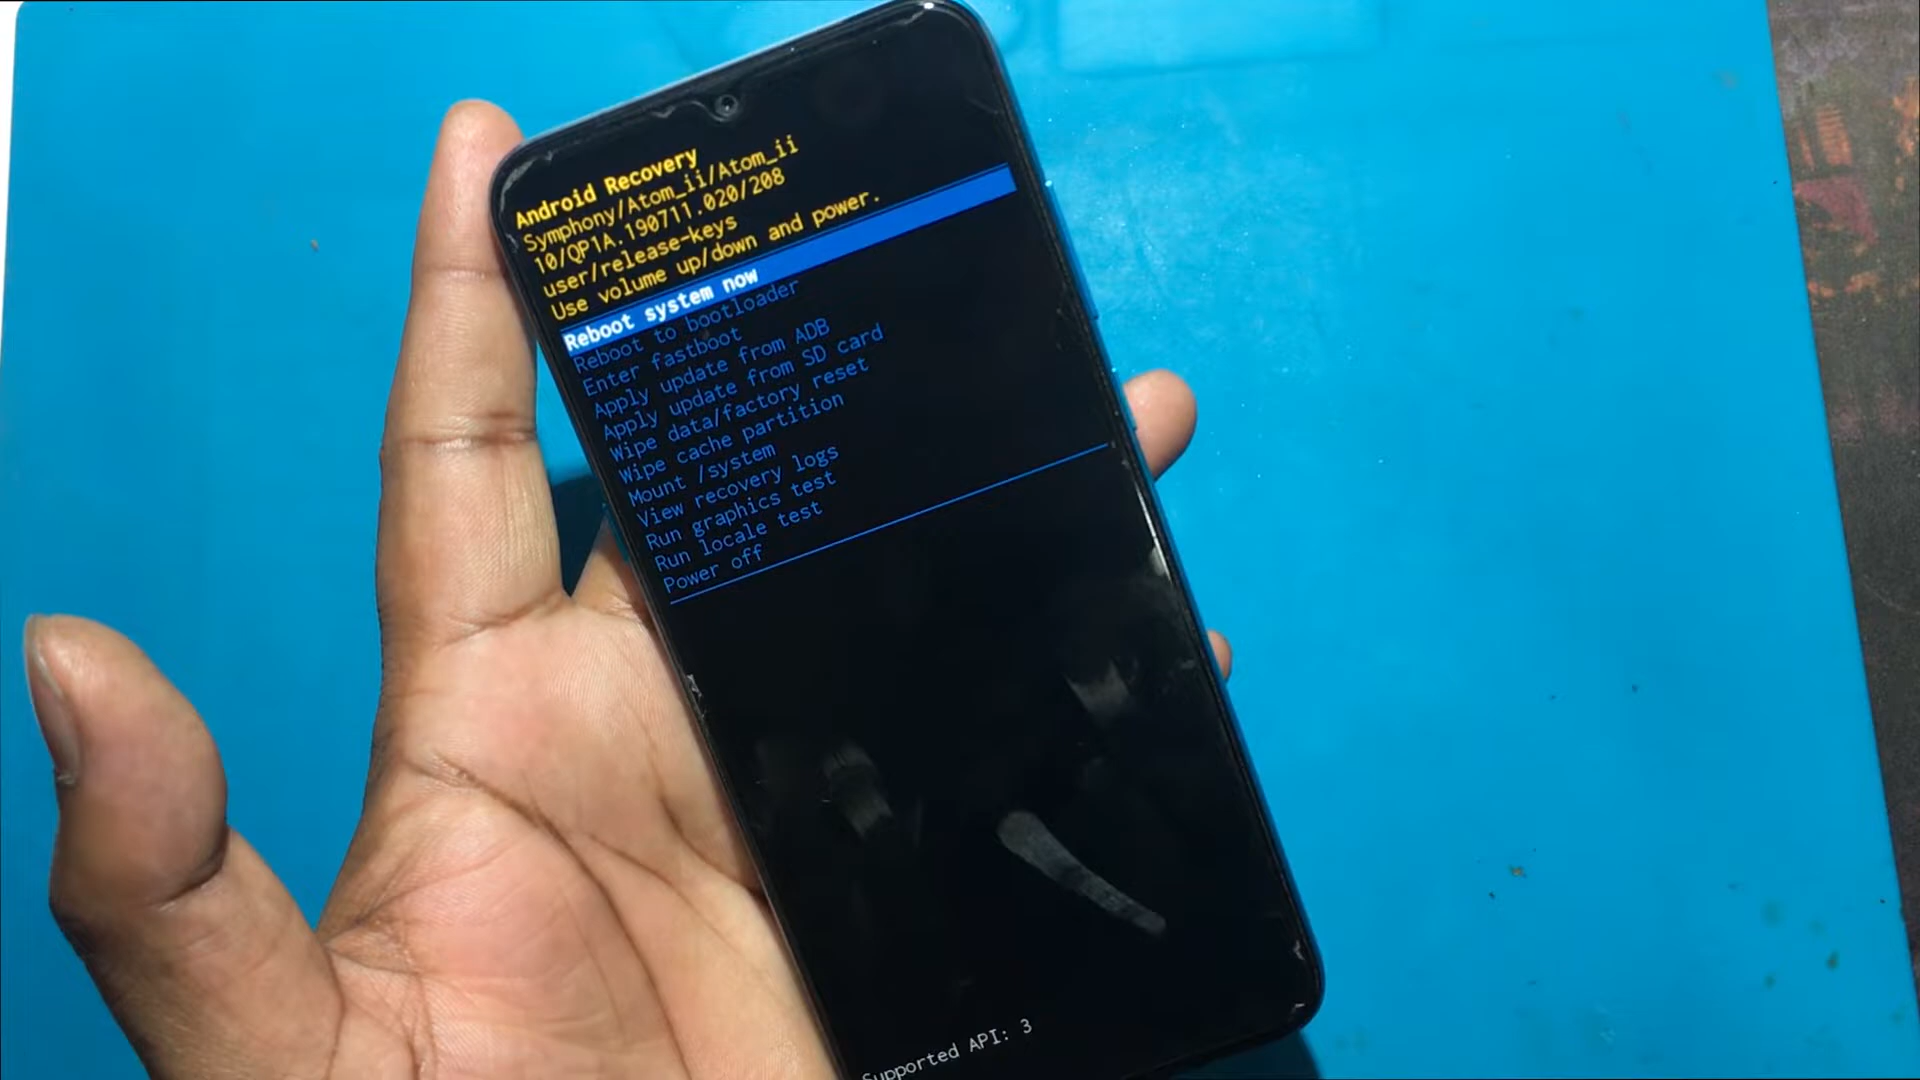 Android Recovery
Symphony/Atom_ii/Atom_ii
10/QP1A.190711.020/208
user/release-keys
Use volume up/down and power.
Reboot system now
Reboot to bootloader
Enter fastboot
Apply update from ADB
Apply update from SD card
Wipe data/factory reset
Wipe cache partition
Mount /system
View recovery logs
Run graphics test
Run locale test
Power off
Supported API: 3